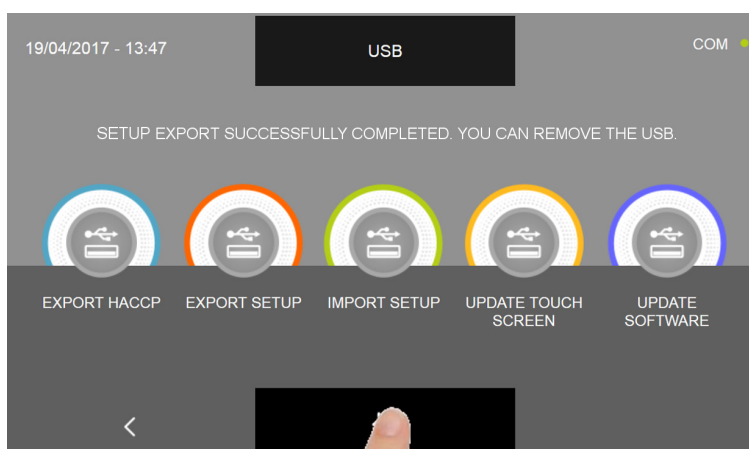 19/04/2017 - 13:47
USB
COM
SETUP EXPORT SUCCESSFULLY COMPLETED. YOU CAN REMOVE THE USB.
EXPORT HACCP
EXPORT SETUP
IMPORT SETUP
UPDATE TOUCH
SCREEN
UPDATE
SOFTWARE